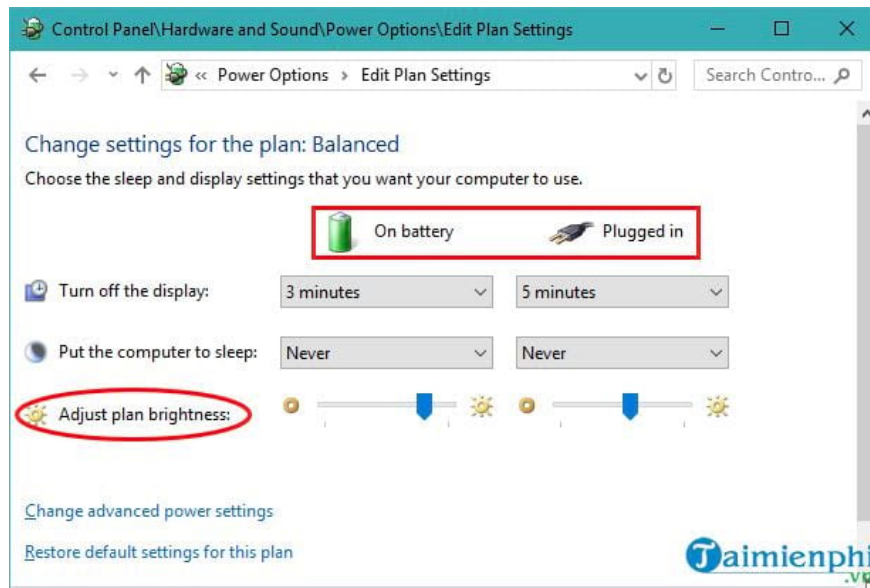 Control Panel\Hardware and Sound\Power Options\Edit Plan Settings
« Power Options › Edit Plan Settings
Search Contro...
Change settings for the plan: Balanced
Choose the sleep and display settings that you want your computer to use.
On battery Plugged in
Turn off the display: 3 minutes 5 minutes
Put the computer to sleep: Never Never
Adjust plan brightness:
Change advanced power settings
Restore default settings for this plan
Taimienphi
.vn